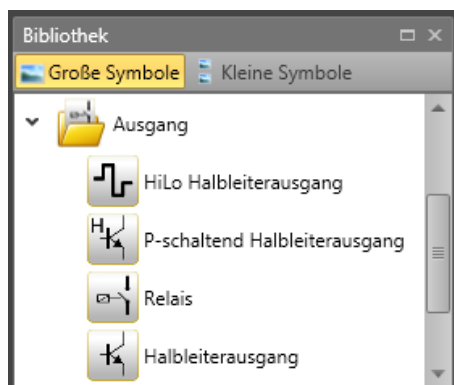 Bibliothek
Große Symbole Kleine Symbole
Ausgang
HiLo Halbleiterausgang
H
P-schaltend Halbleiterausgang
Relais
Halbleiterausgang